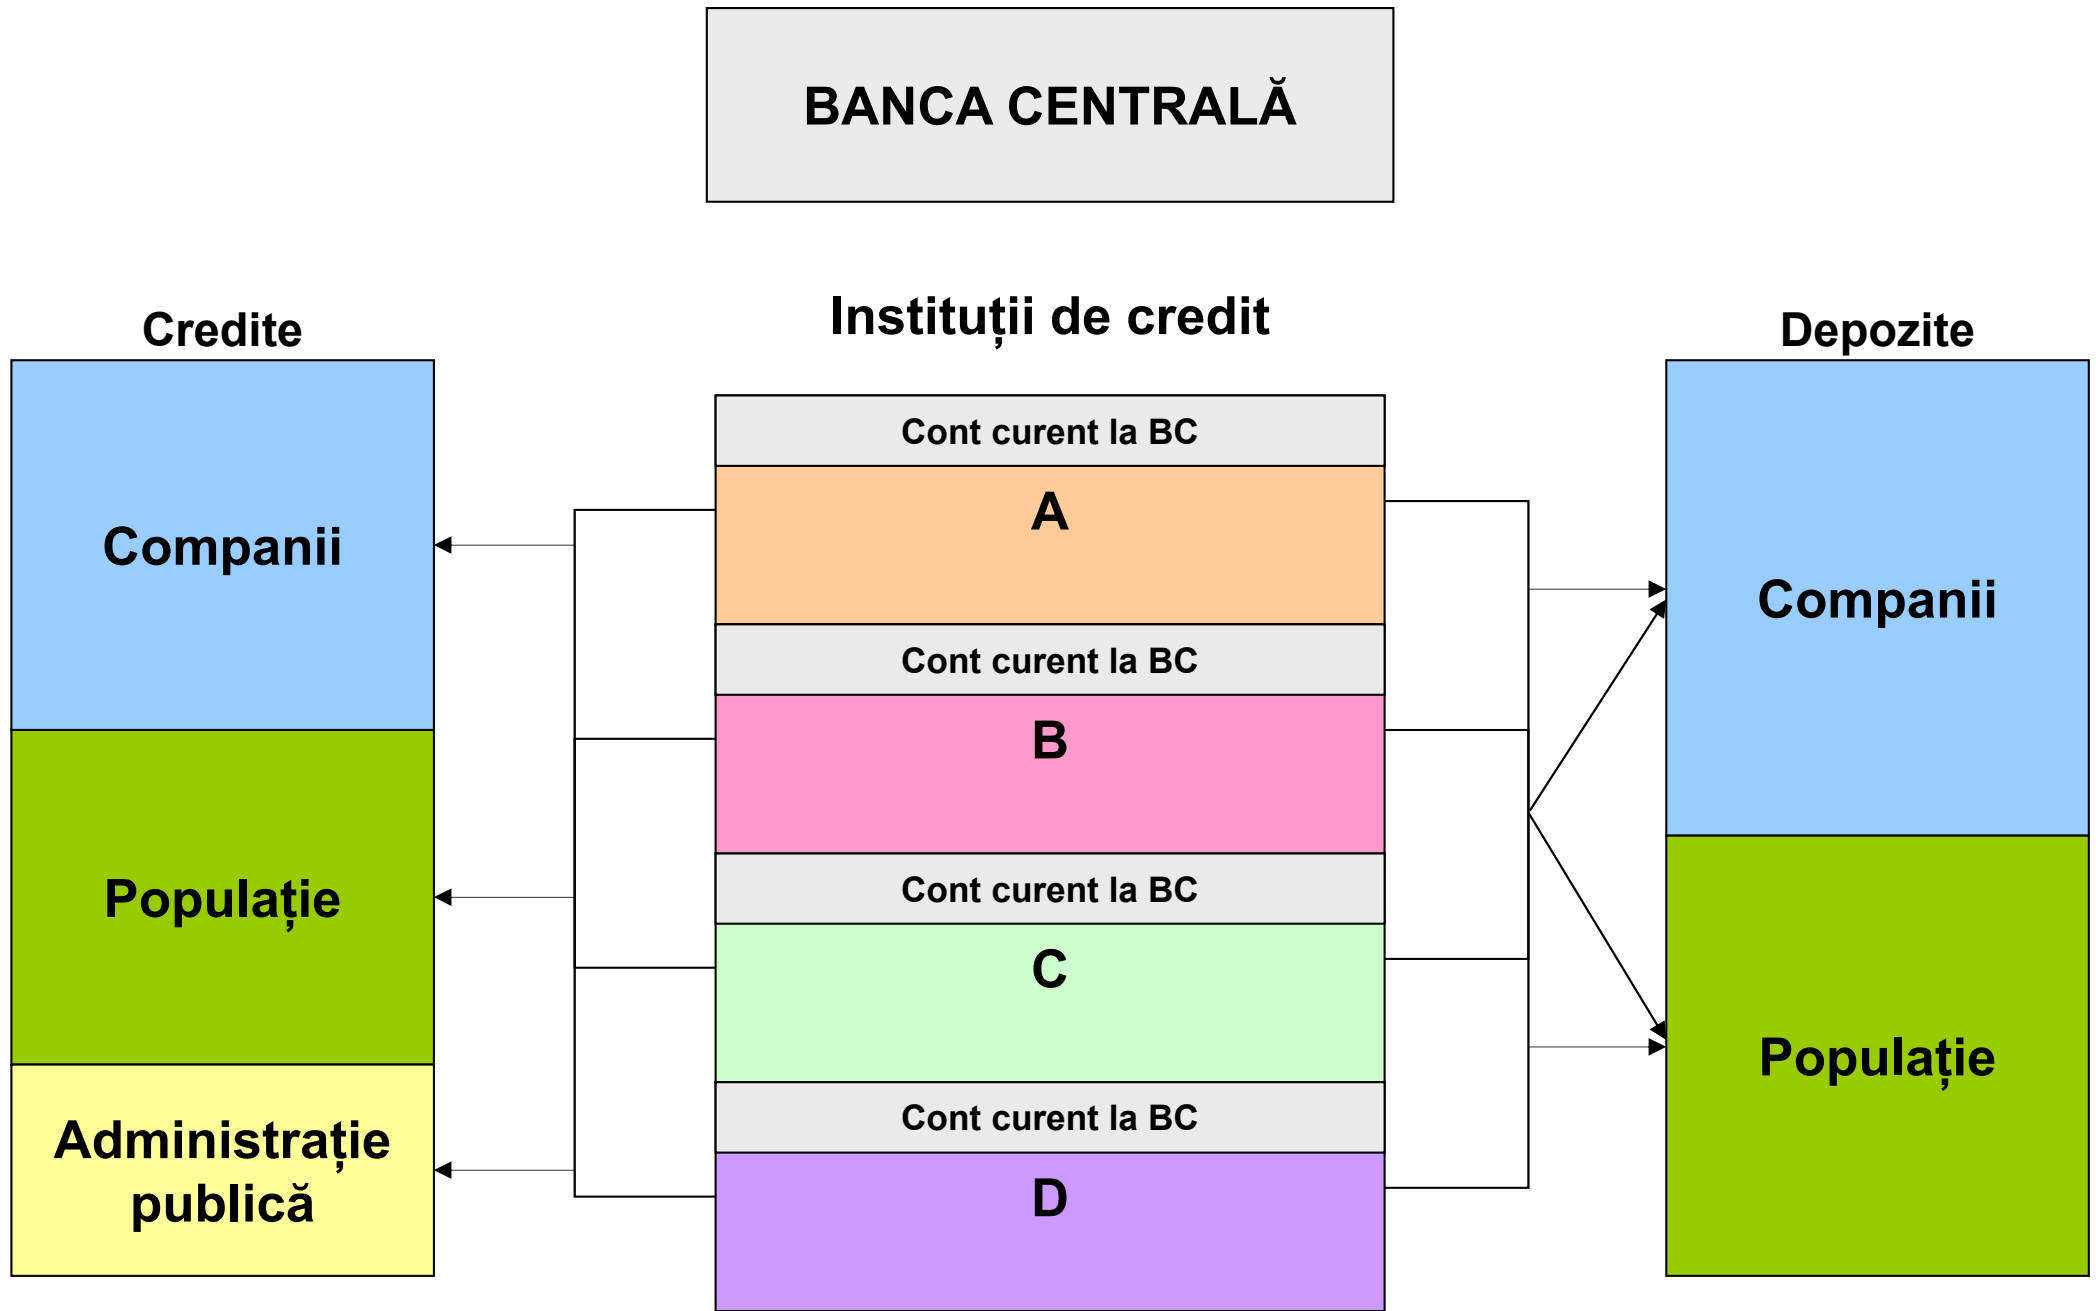 BANCA CENTRALĂ
Instituții de credit
Credite
Depozite
Companii
Populație
Administrație
publică
Cont curent la BC
A
Cont curent la BC
B
Cont curent la BC
C
Cont curent la BC
D
Companii
Populație